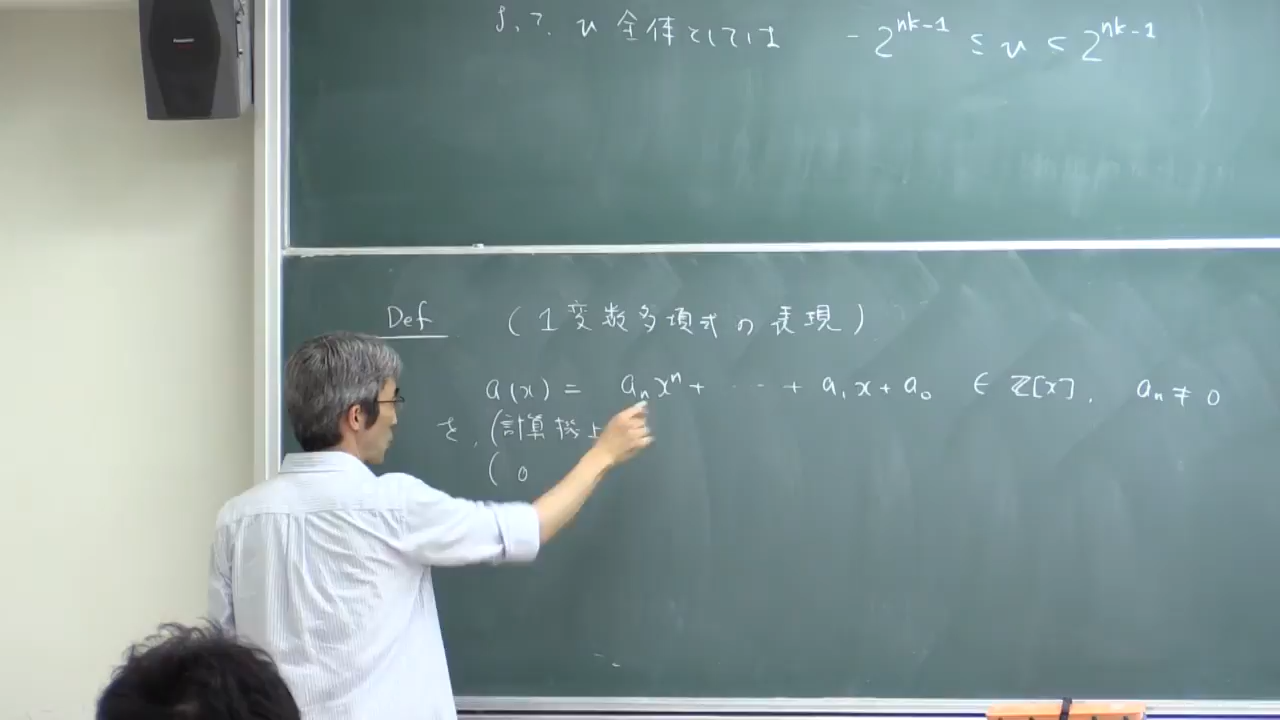 Panasonic
よって. u 全体としては -2^{nk-1} ≤ u < 2^{nk-1}
Def (1変数多項式の表現)
a(x) = a_n x^n + ⋯ + a_1 x + a_0 ∈ ℤ[x], a_n ≠ 0
を, (計算機上
( 0